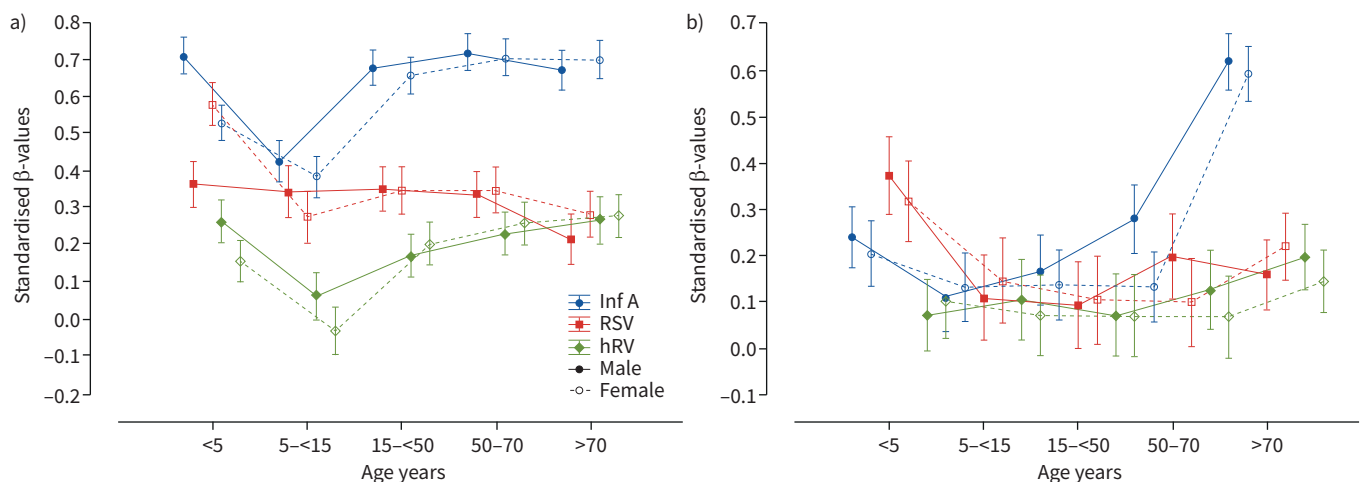 a)
Standardised β-values
0.8
0.7
0.6
0.5
0.4
0.3
0.2
0.1
0.0
–0.1
–0.2
Inf A
RSV
hRV
Male
Female
<5
5–<15
15–<50
50–70
>70
Age years
b)
Standardised β-values
0.7
0.6
0.5
0.4
0.3
0.2
0.1
0.0
–0.1
<5
5–<15
15–<50
50–70
>70
Age years